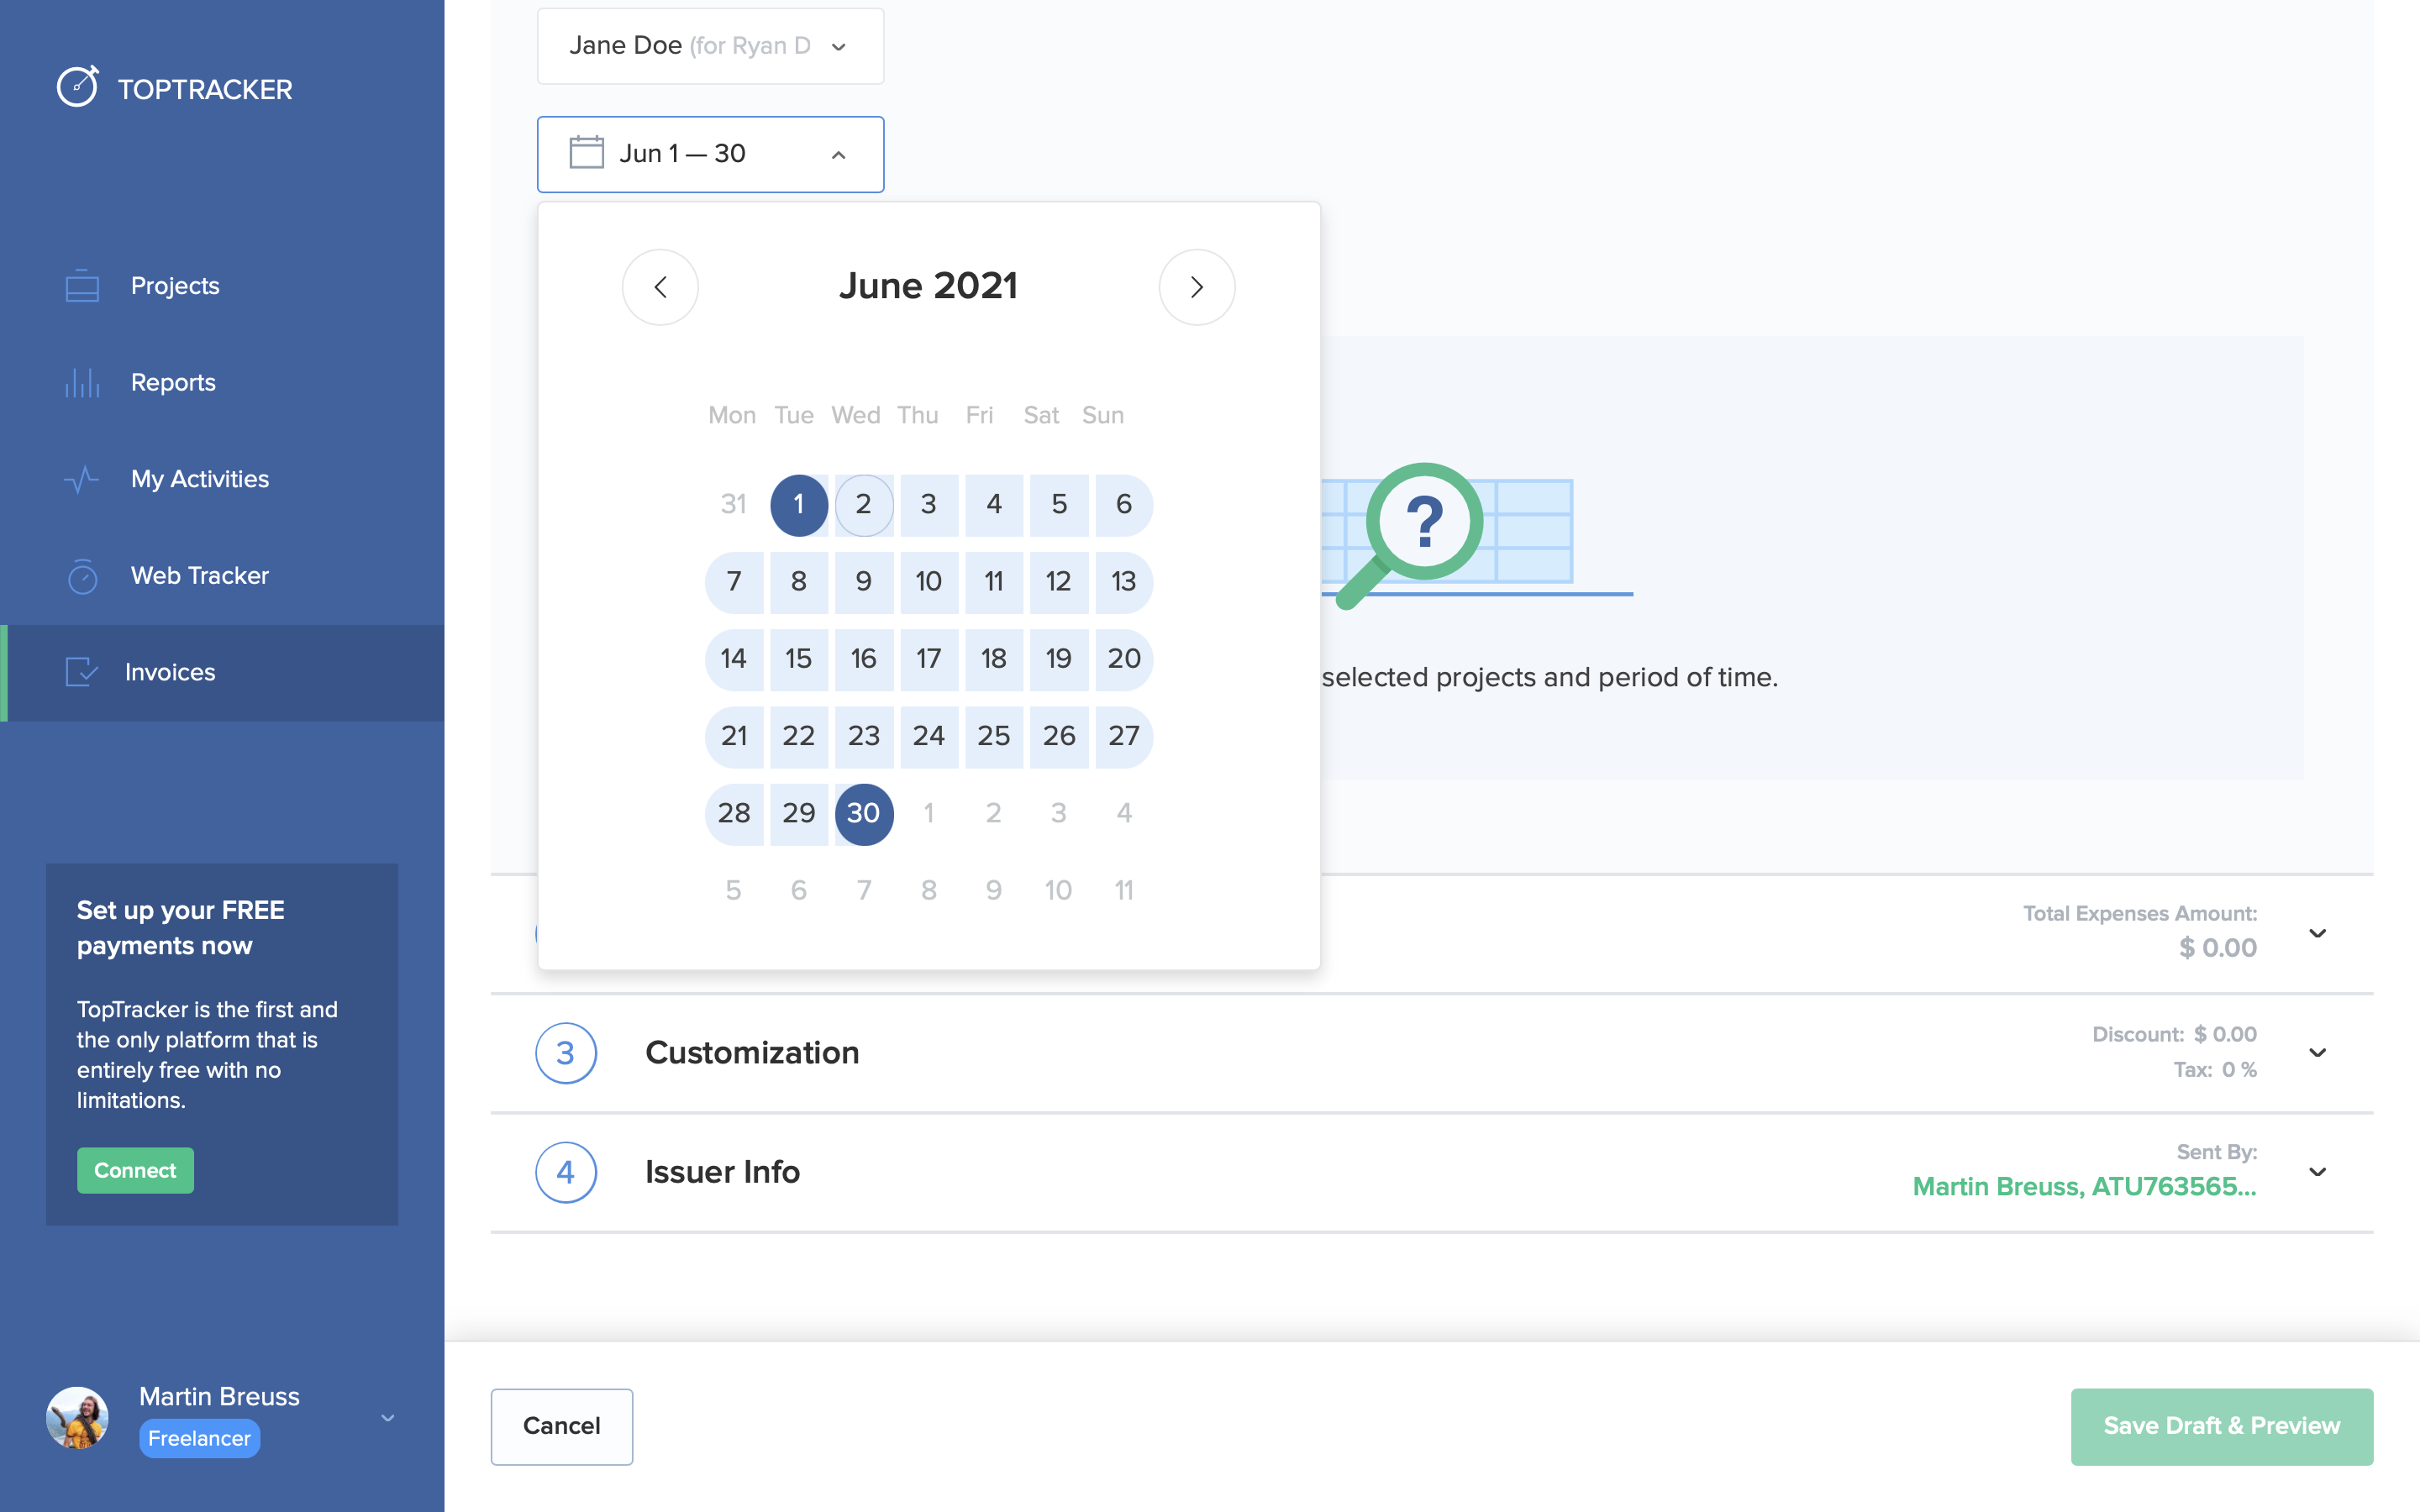 TOPTRACKER
Projects
Reports
My Activities
Web Tracker
Invoices
Set up your FREE
payments now
TopTracker is the first and
the only platform that is
entirely free with no
limitations.
Connect
Martin Breuss
Freelancer
Jane Doe (for Ryan D
Jun 1 — 30
June 2021
Mon Tue Wed Thu Fri Sat Sun
31 1 2 3 4 5 6
7 8 9 10 11 12 13
14 15 16 17 18 19 20
21 22 23 24 25 26 27
28 29 30 1 2 3 4
5 6 7 8 9 10 11
?
selected projects and period of time.
Total Expenses Amount:
$ 0.00
3 Customization
Discount: $ 0.00
Tax: 0 %
4 Issuer Info
Sent By:
Martin Breuss, ATU763565...
Cancel
Save Draft & Preview